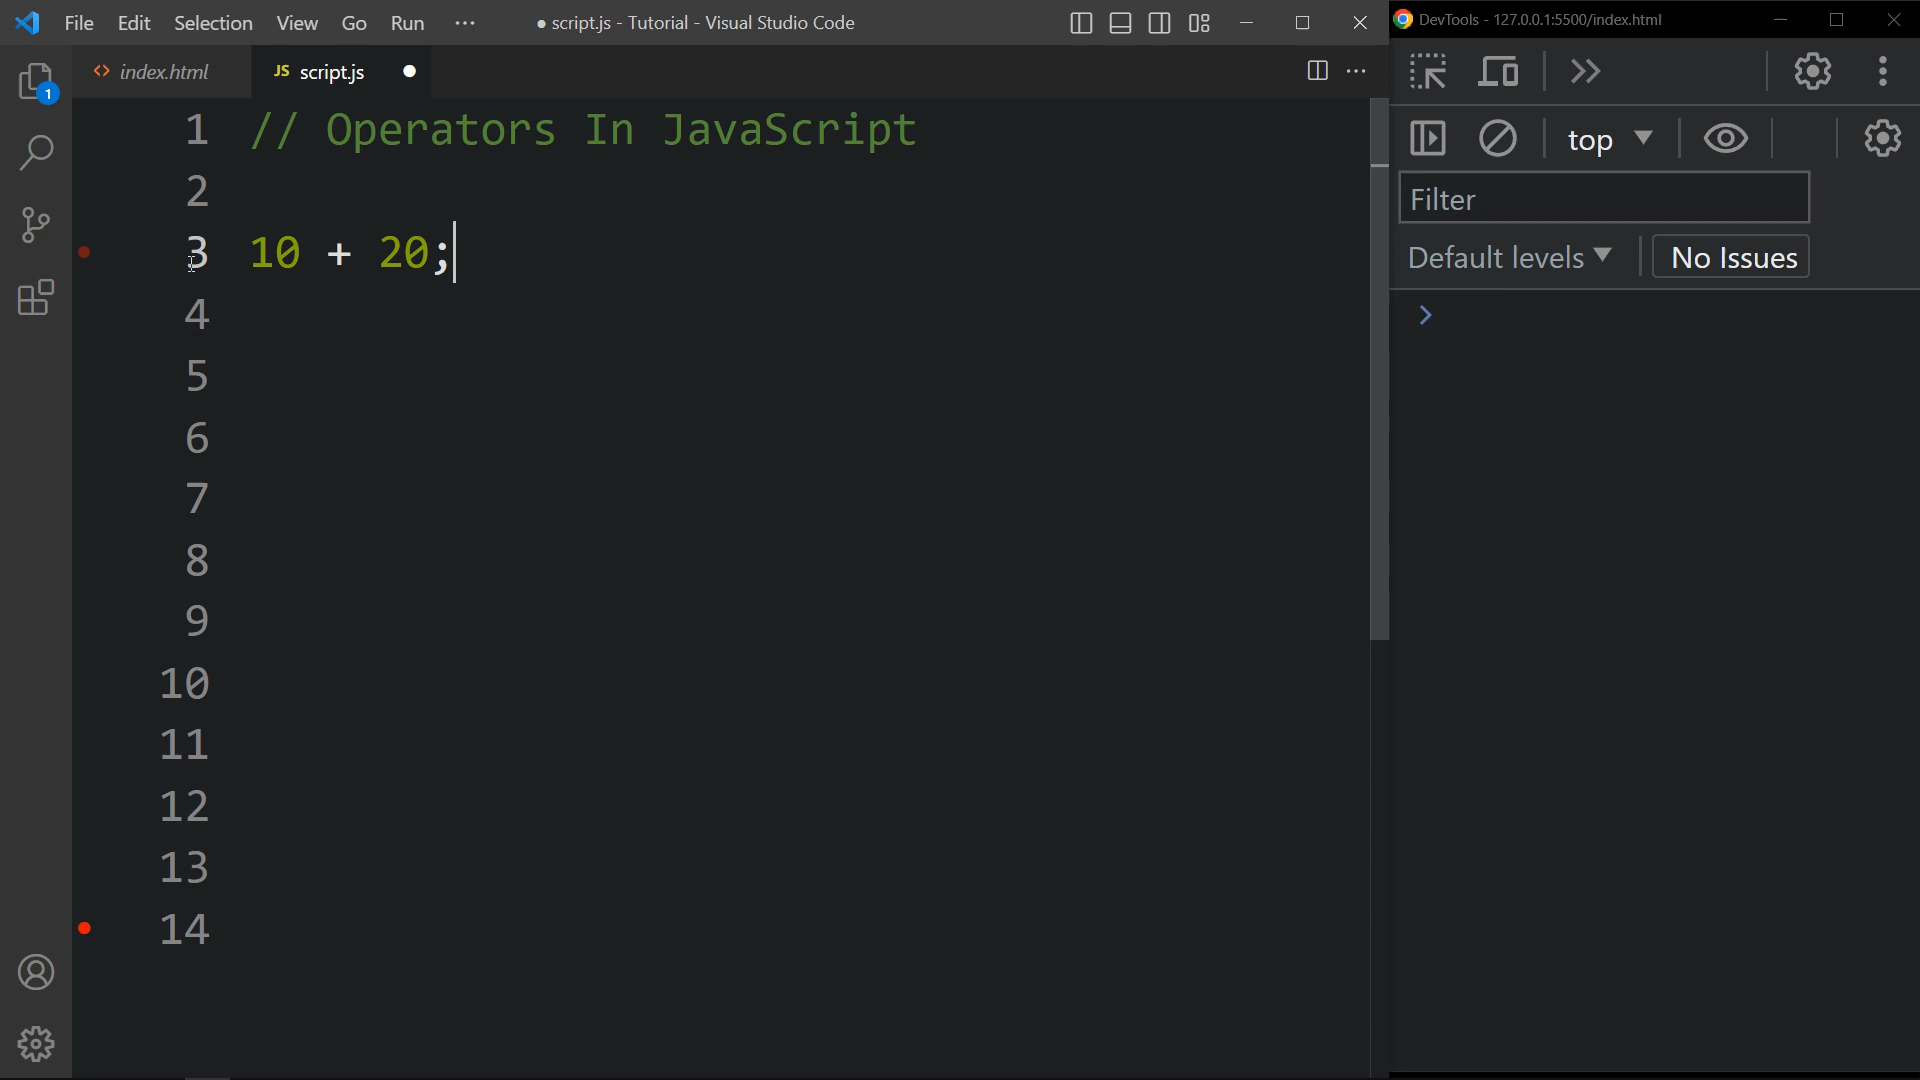 File Edit Selection View Go Run ··· ● script.js - Tutorial - Visual Studio Code
DevTools - 127.0.0.1:5500/index.html
<> index.html JS script.js
1
1 // Operators In JavaScript
2
3 10 + 20;
4
5
6
7
8
9
10
11
12
13
14
top
Filter
Default levels No Issues